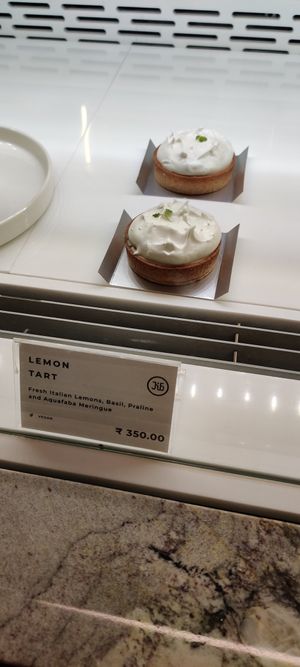 LEMON
TART
Fresh Italian Lemons, Basil, Praline
and Aquafaba Meringue
VEGAN
₹ 350.00